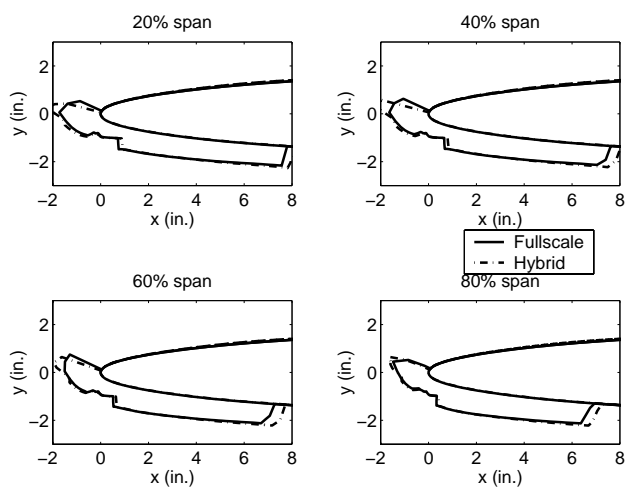 20% span
40% span
y (in.)
2
0
−2
−2 0 2 4 6 8
x (in.)
y (in.)
2
0
−2
−2 0 2 4 6 8
x (in.)
Fullscale
Hybrid
60% span
80% span
y (in.)
2
0
−2
−2 0 2 4 6 8
x (in.)
y (in.)
2
0
−2
−2 0 2 4 6 8
x (in.)